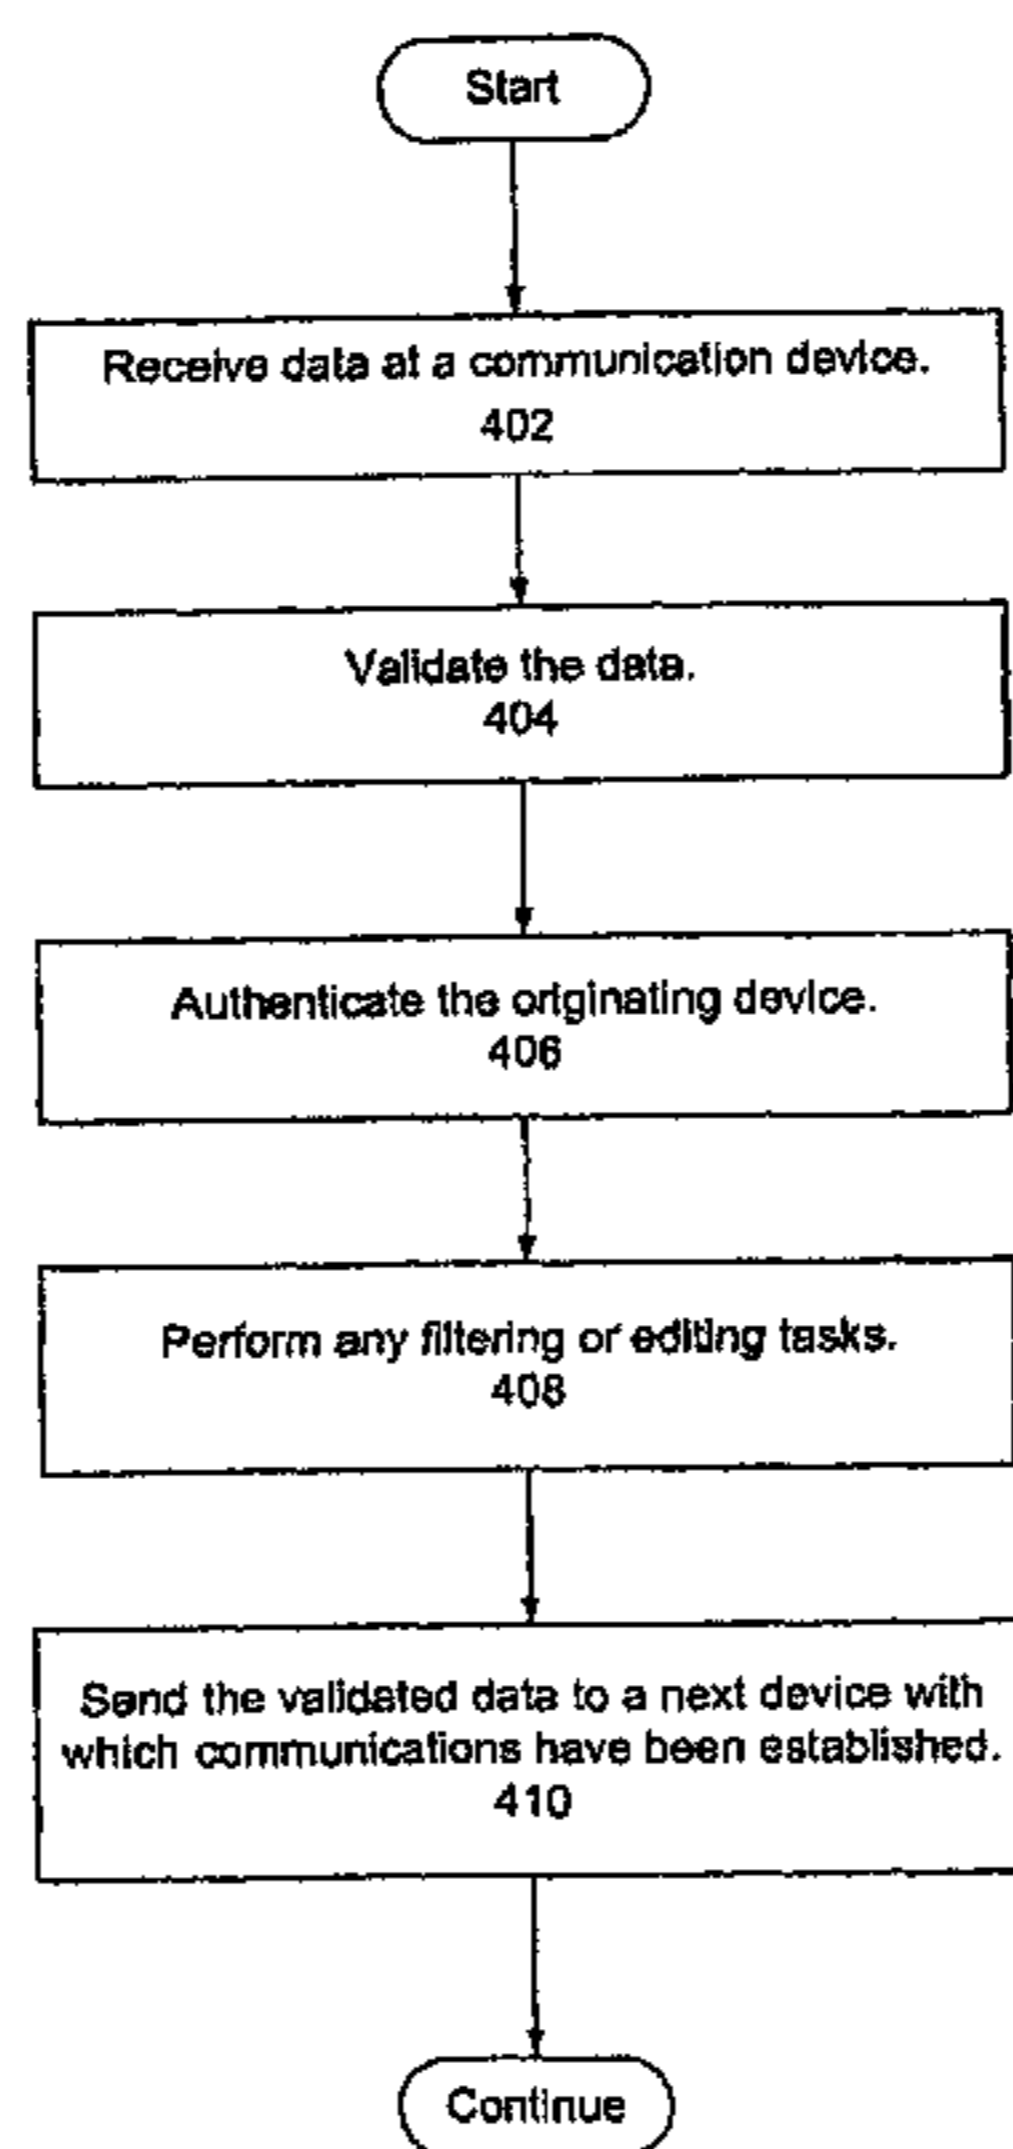 Start
Receive data at a communication device.
402
Validate the data.
404
Authenticate the originating device.
406
Perform any filtering or editing tasks.
408
Send the validated data to a next device with
which communications have been established.
410
Continue